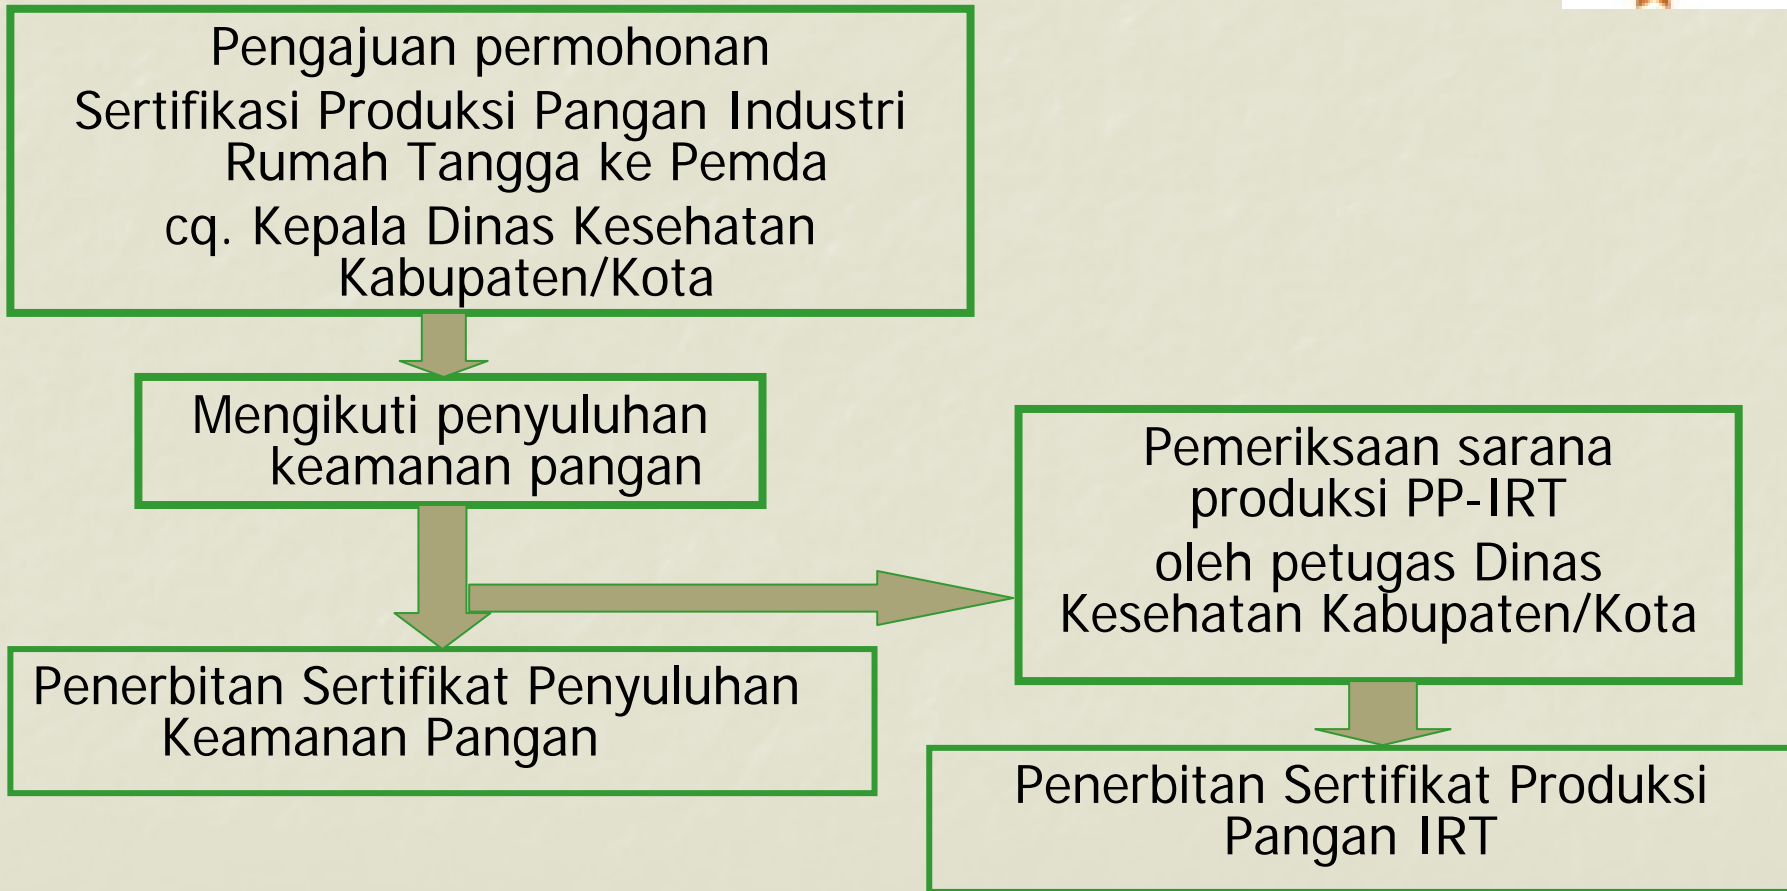 Pengajuan permohonan
Sertifikasi Produksi Pangan Industri
Rumah Tangga ke Pemda
cq. Kepala Dinas Kesehatan
Kabupaten/Kota
Mengikuti penyuluhan
keamanan pangan
Pemeriksaan sarana
produksi PP-IRT
oleh petugas Dinas
Kesehatan Kabupaten/Kota
Penerbitan Sertifikat Penyuluhan
Keamanan Pangan
Penerbitan Sertifikat Produksi
Pangan IRT